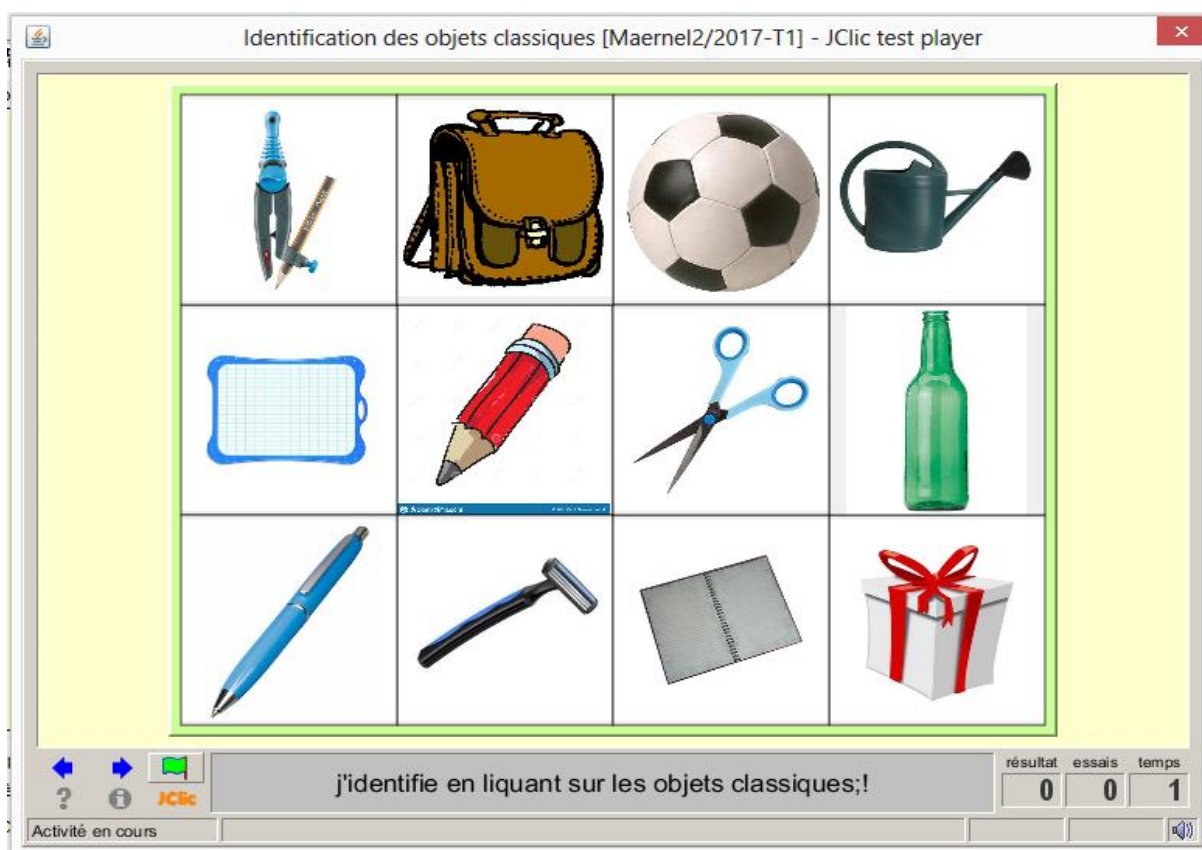 Identification des objets classiques [Maernel2/2017-T1] - JClic test player
j'identifie en liquant sur les objets classiques;!
résultat essais temps
0 0 1
JClic
Activité en cours